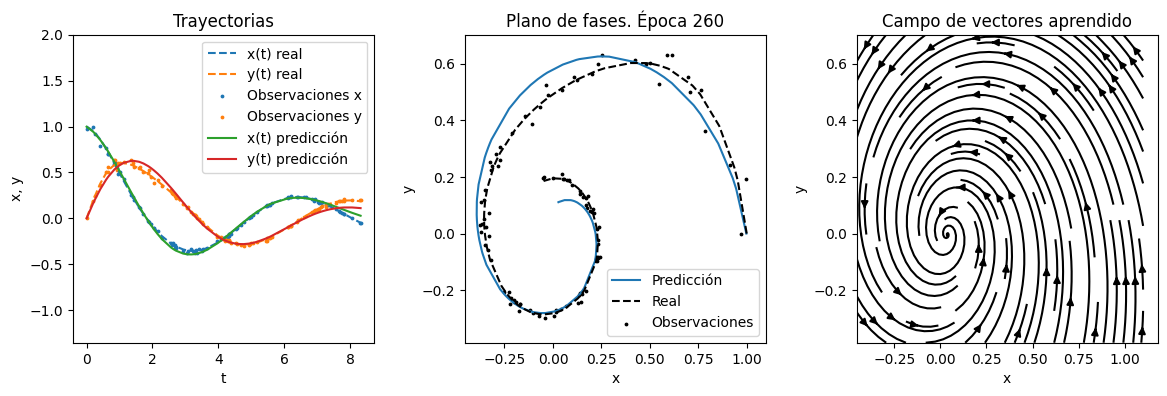 Trayectorias
x, y
2.0
1.5
1.0
0.5
0.0
−0.5
−1.0
0
2
4
6
8
t
x(t) real
y(t) real
Observaciones x
Observaciones y
x(t) predicción
y(t) predicción
Plano de fases. Época 260
y
0.6
0.4
0.2
0.0
−0.2
−0.25
0.00
0.25
0.50
0.75
1.00
x
Predicción
Real
Observaciones
Campo de vectores aprendido
y
0.6
0.4
0.2
0.0
−0.2
−0.25
0.00
0.25
0.50
0.75
1.00
x